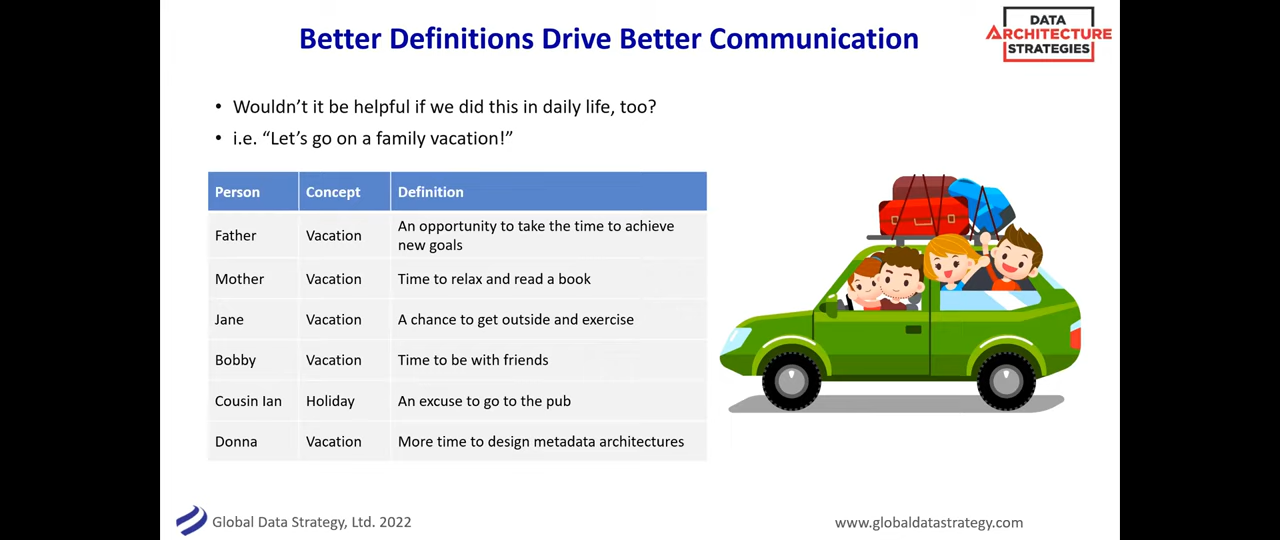 Better Definitions Drive Better Communication
DATA
ARCHITECTURE
STRATEGIES
• Wouldn’t it be helpful if we did this in daily life, too?
• i.e. “Let’s go on a family vacation!”
Person Concept Definition
Father Vacation An opportunity to take the time to achieve
new goals
Mother Vacation Time to relax and read a book
Jane Vacation A chance to get outside and exercise
Bobby Vacation Time to be with friends
Cousin Ian Holiday An excuse to go to the pub
Donna Vacation More time to design metadata architectures
Global Data Strategy, Ltd. 2022
www.globaldatastrategy.com